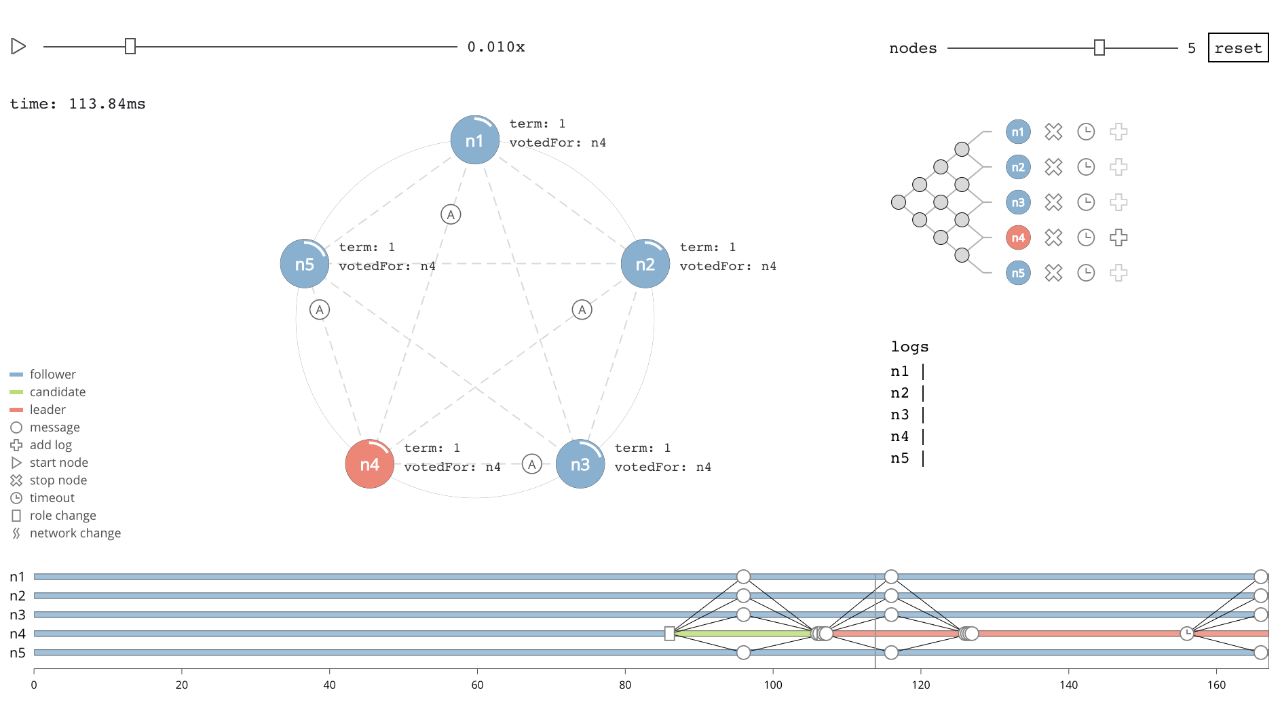 0.010x
nodes 5 reset
time: 113.84ms
n1
term: 1
votedFor: n4
n5
term: 1
votedFor: n4
n2
term: 1
votedFor: n4
n4
term: 1
votedFor: n4
n3
term: 1
votedFor: n4
A
A
A
A
n1
n2
n3
n4
n5
logs
n1 |
n2 |
n3 |
n4 |
n5 |
follower
candidate
leader
message
add log
start node
stop node
timeout
role change
network change
n1
n2
n3
n4
n5
0 20 40 60 80 100 120 140 160